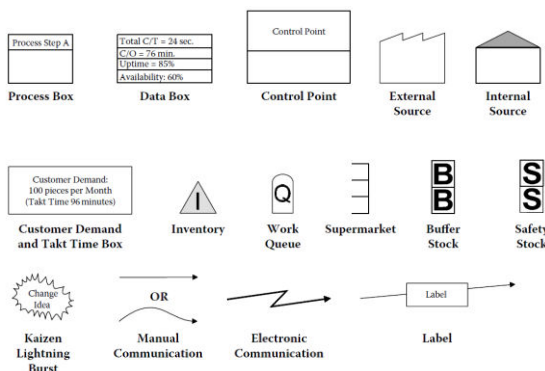 Process Step A
Total C/T = 24 sec.
C/O = 76 min.
Uptime = 85%
Availability: 60%
Control Point
Process Box
Data Box
Control Point
External
Source
Internal
Source
Customer Demand:
100 pieces per Month
(Takt Time 96 minutes)
I
Q
B
B
S
S
Customer Demand
and Takt Time Box
Inventory
Work
Queue
Supermarket
Buffer
Stock
Safety
Stock
Change
Idea
OR
Label
Kaizen
Lightning
Burst
Manual
Communication
Electronic
Communication
Label